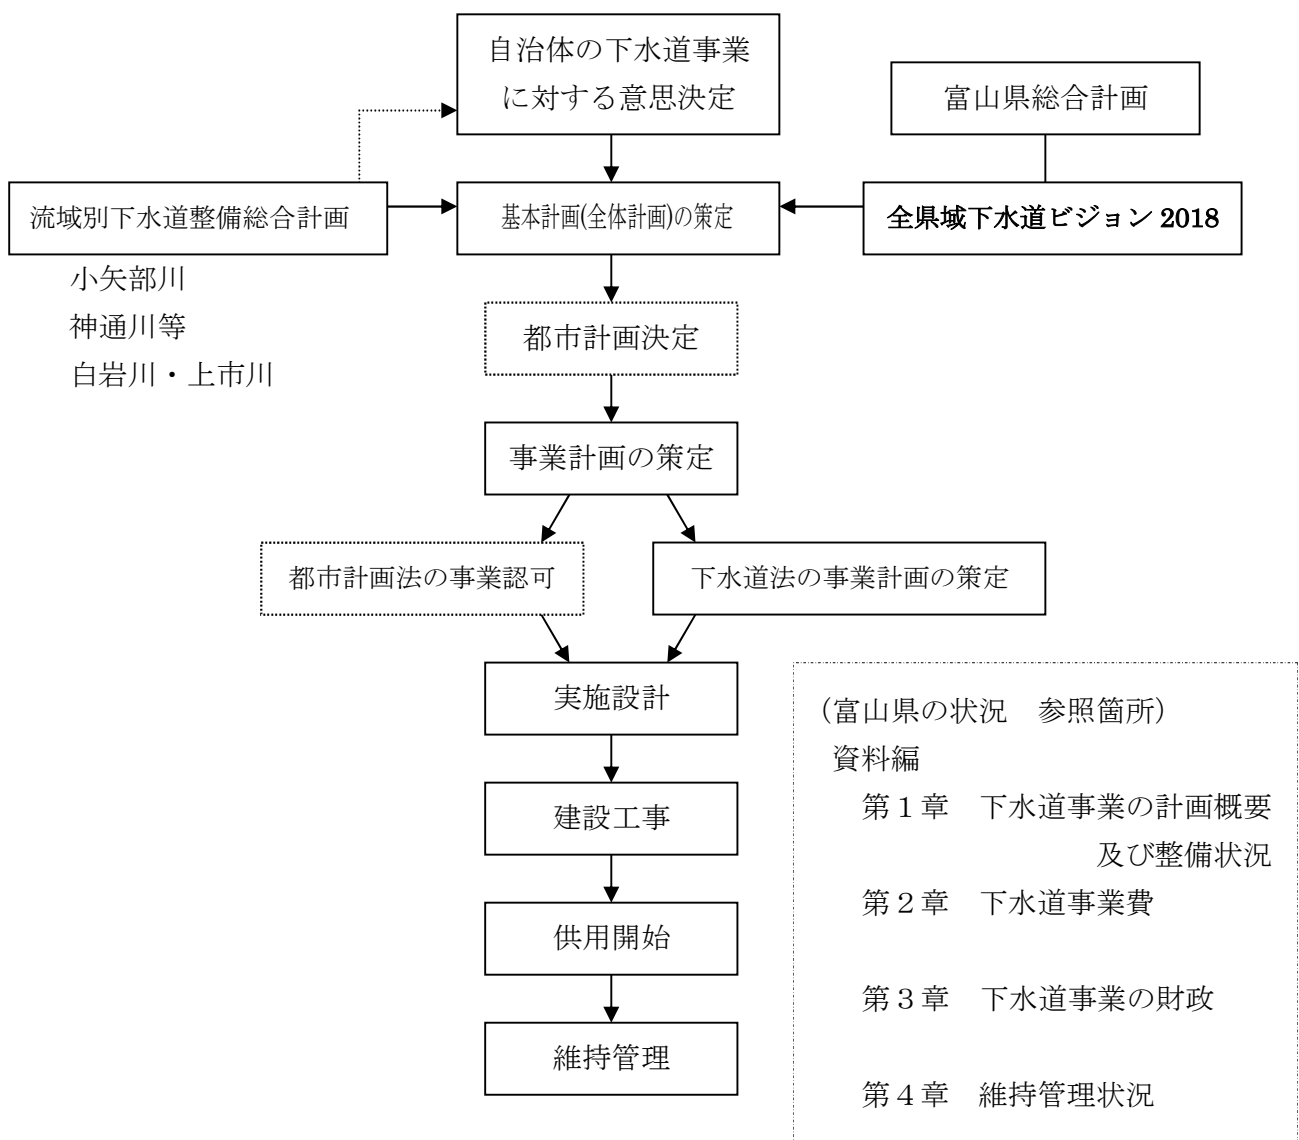 自治体の下水道事業
に対する意思決定
富山県総合計画
流域別下水道整備総合計画
基本計画(全体計画)の策定
全県域下水道ビジョン 2018
小矢部川
神通川等
白岩川・上市川
都市計画決定
事業計画の策定
都市計画法の事業認可
下水道法の事業計画の策定
実施設計
建設工事
供用開始
維持管理
（富山県の状況　参照箇所）
資料編
第１章　下水道事業の計画概要
及び整備状況
第２章　下水道事業費
第３章　下水道事業の財政
第４章　維持管理状況